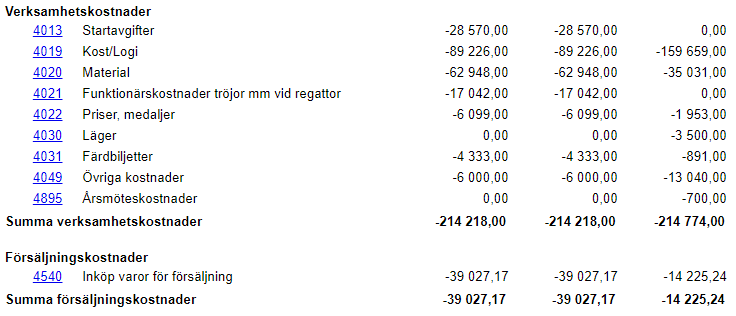 Verksamhetskostnader
4013 Startavgifter -28 570,00 -28 570,00 0,00
4019 Kost/Logi -89 226,00 -89 226,00 -159 659,00
4020 Material -62 948,00 -62 948,00 -35 031,00
4021 Funktionärskostnader tröjor mm vid regattor -17 042,00 -17 042,00 0,00
4022 Priser, medaljer -6 099,00 -6 099,00 -1 953,00
4030 Läger 0,00 0,00 -3 500,00
4031 Färdbiljetter -4 333,00 -4 333,00 -891,00
4049 Övriga kostnader -6 000,00 -6 000,00 -13 040,00
4895 Årsmöteskostnader 0,00 0,00 -700,00
Summa verksamhetskostnader -214 218,00 -214 218,00 -214 774,00
Försäljningskostnader
4540 Inköp varor för försäljning -39 027,17 -39 027,17 -14 225,24
Summa försäljningskostnader -39 027,17 -39 027,17 -14 225,24